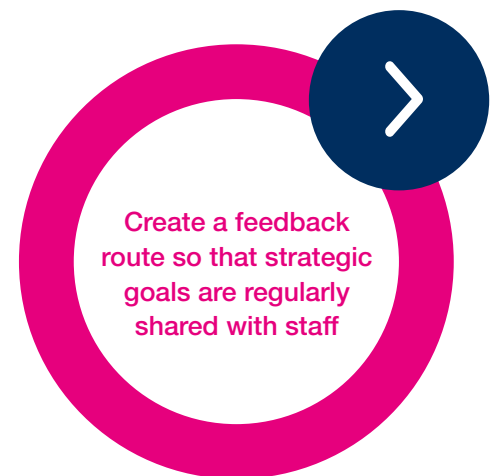 Create a feedback
route so that strategic
goals are regularly
shared with staff